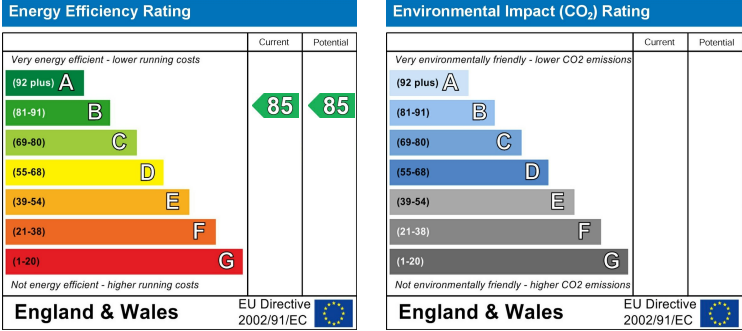 Energy Efficiency Rating
Current Potential
Very energy efficient - lower running costs
(92 plus) A
(81-91) B
85 85
(69-80) C
(55-68) D
(39-54) E
(21-38) F
(1-20) G
Not energy efficient - higher running costs
England & Wales
EU Directive
2002/91/EC
Environmental Impact (CO₂) Rating
Current Potential
Very environmentally friendly - lower CO2 emissions
(92 plus) A
(81-91) B
(69-80) C
(55-68) D
(39-54) E
(21-38) F
(1-20) G
Not environmentally friendly - higher CO2 emissions
England & Wales
EU Directive
2002/91/EC